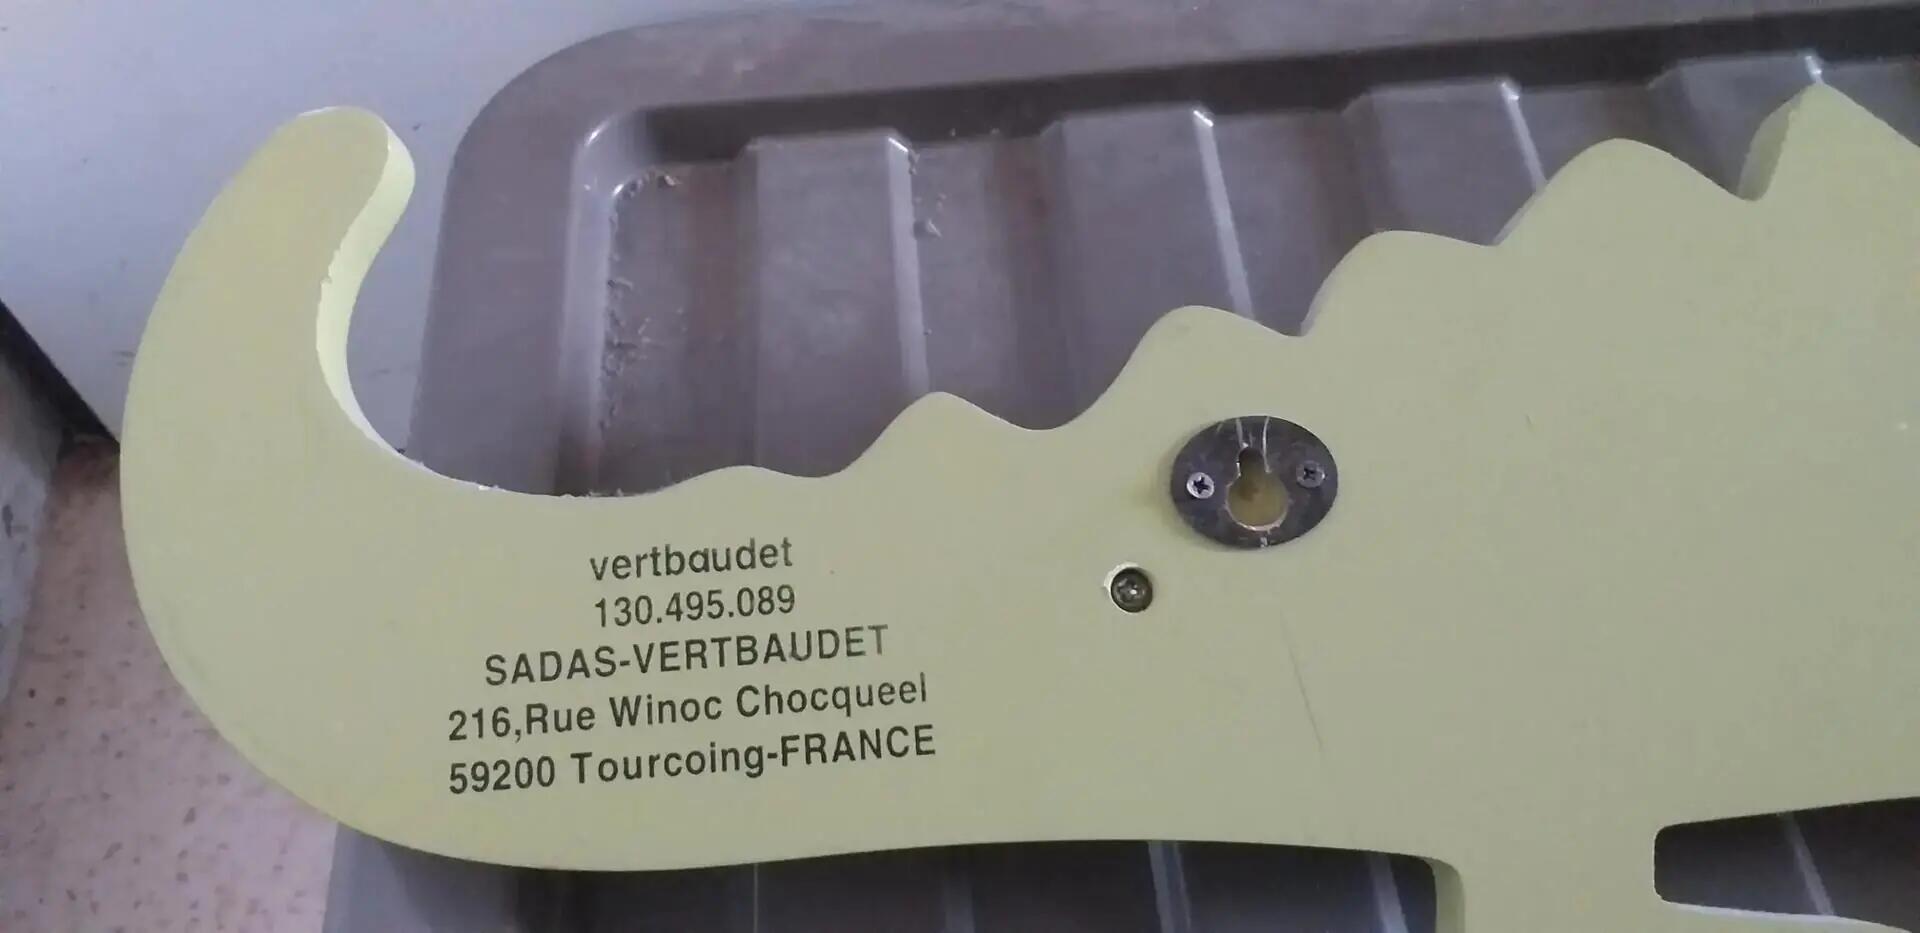 vertbaudet
130.495.089
SADAS-VERTBAUDET
216,Rue Winoc Chocqueel
59200 Tourcoing-FRANCE